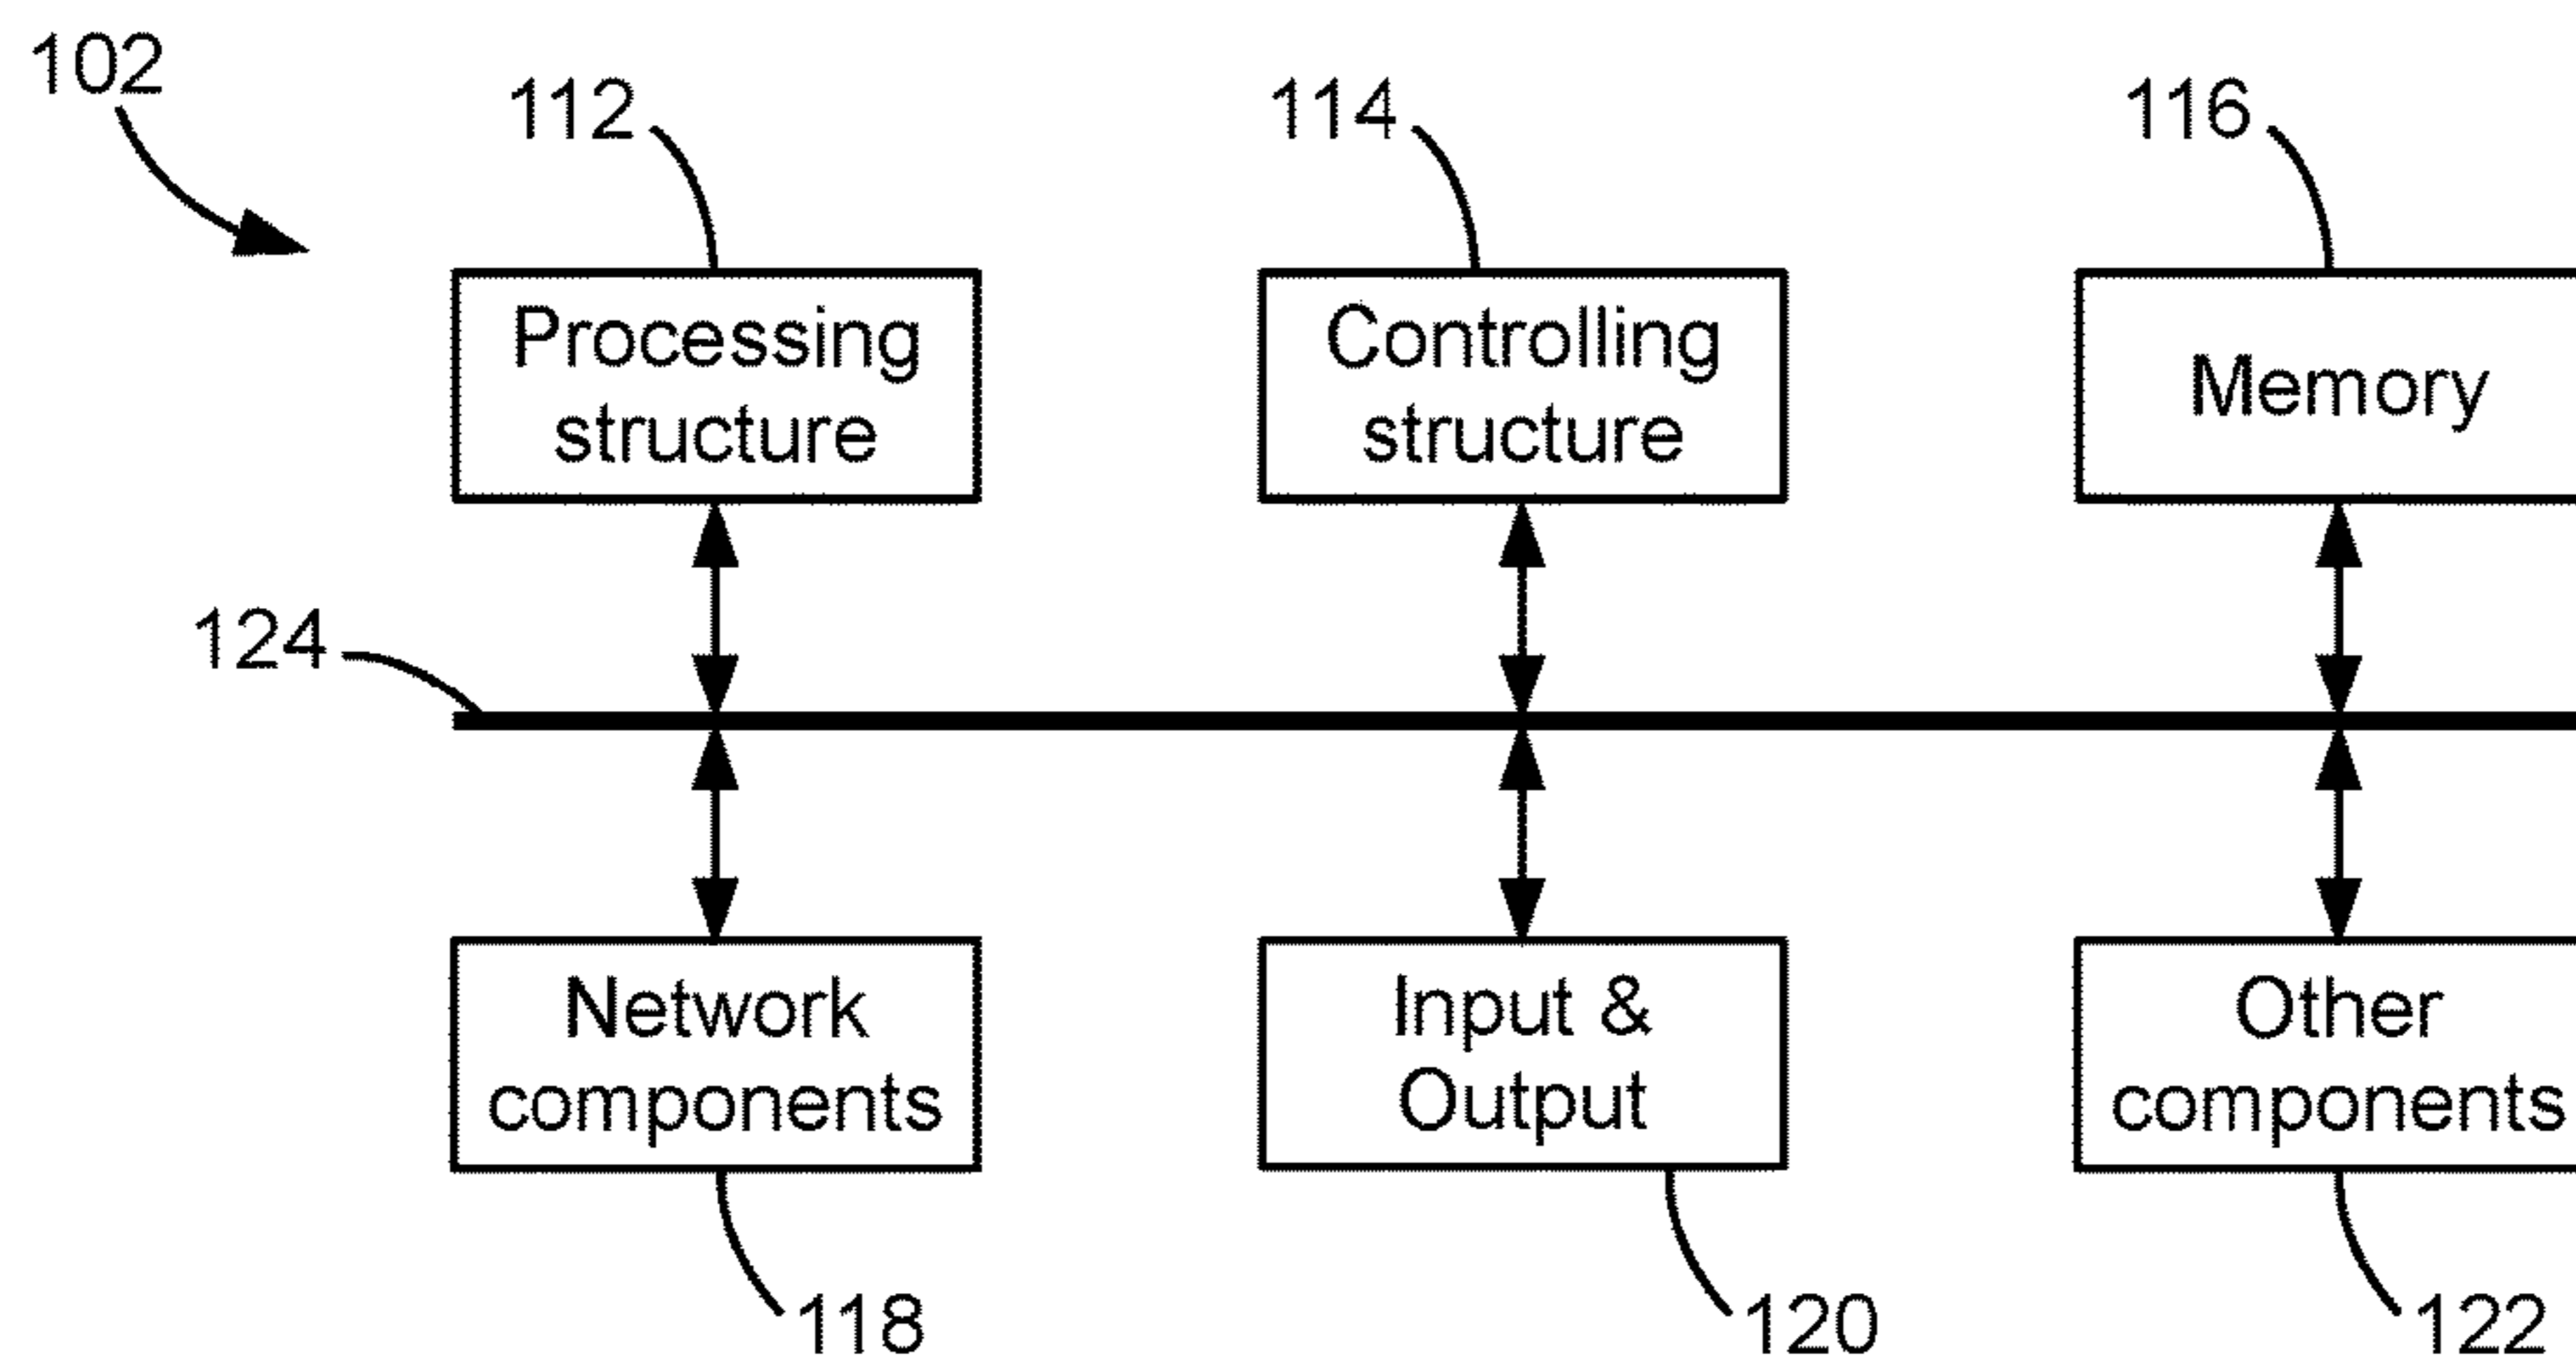 102
112
114
116
Processing
structure
Controlling
structure
Memory
124
Network
components
Input &
Output
Other
components
118
120
122